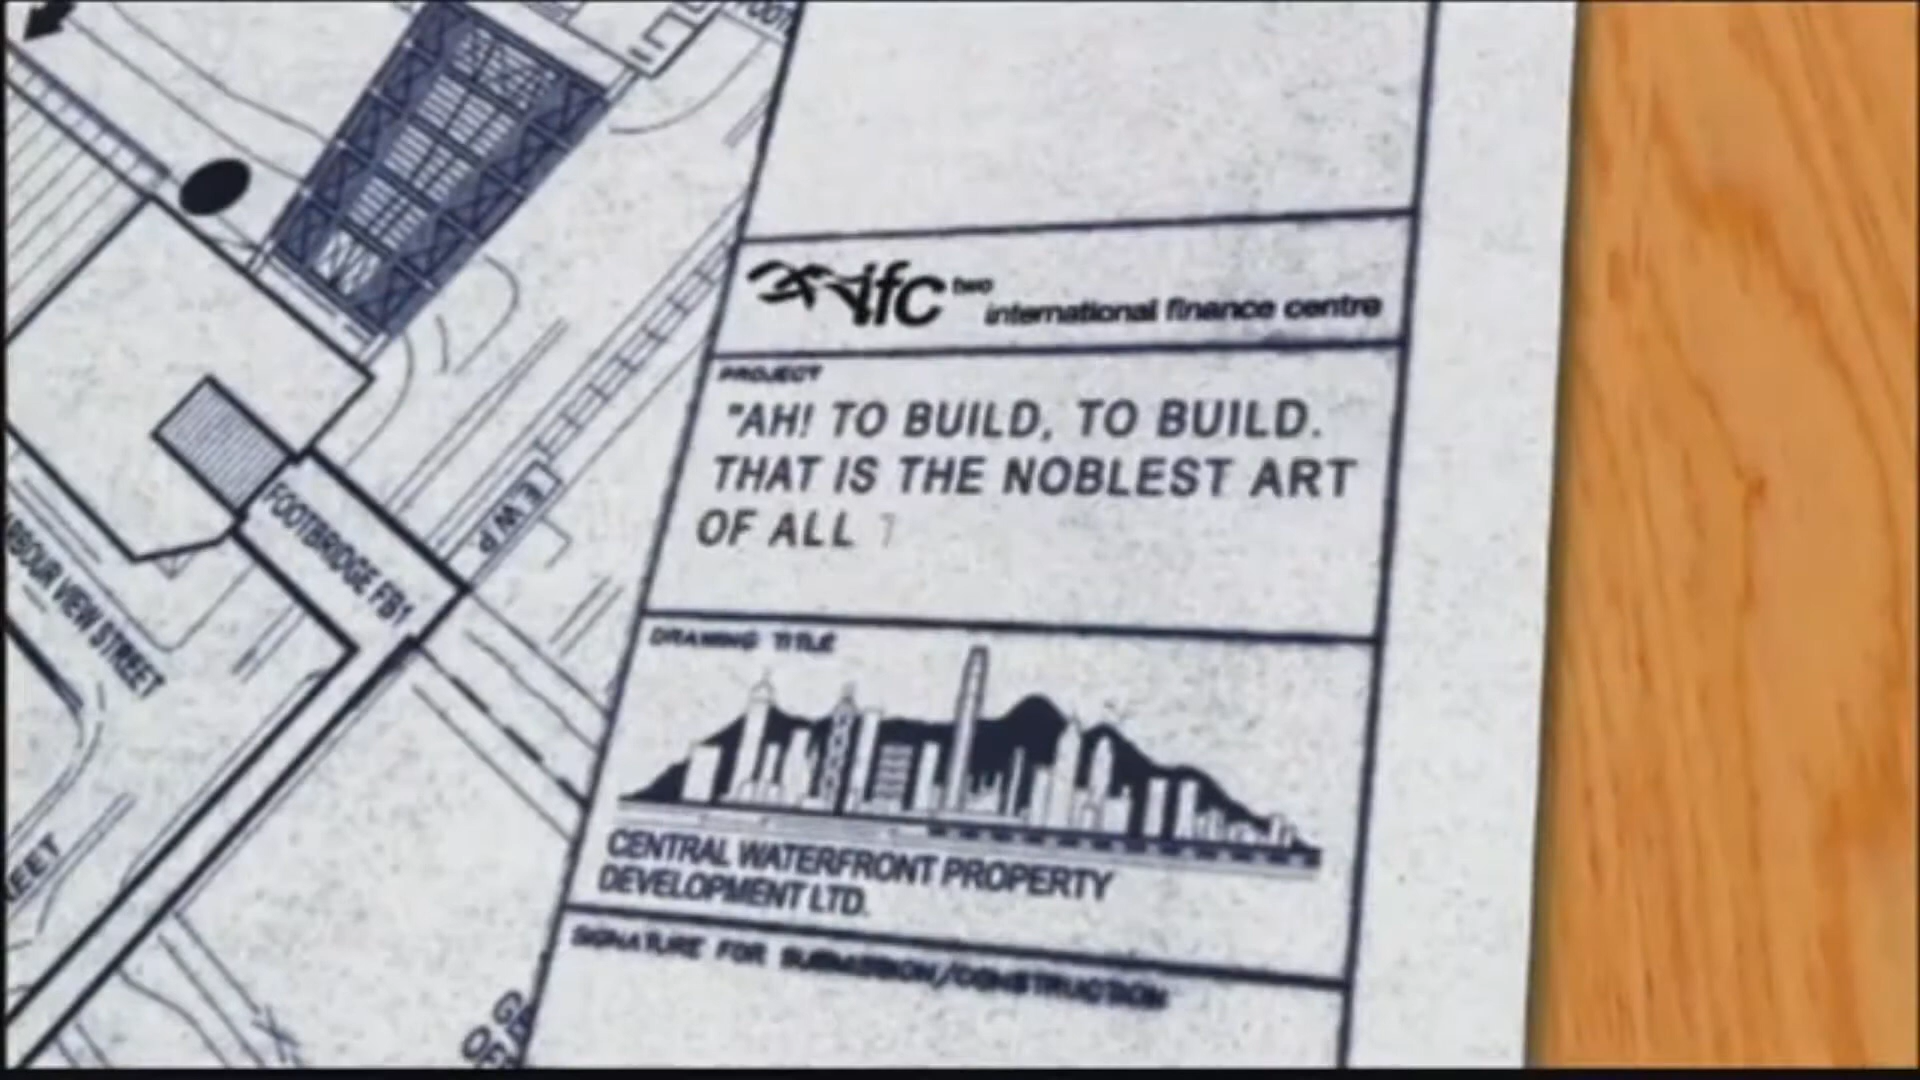 ifc two
international finance centre
PROJECT
"AH! TO BUILD, TO BUILD.
THAT IS THE NOBLEST ART
OF ALL T
DRAWING TITLE
CENTRAL WATERFRONT PROPERTY
DEVELOPMENT LTD.
SIGNATURE FOR SUBMISSION/CONSTRUCTION
FOOTBRIDGE FB1
E.W.P.
VIEW STREET